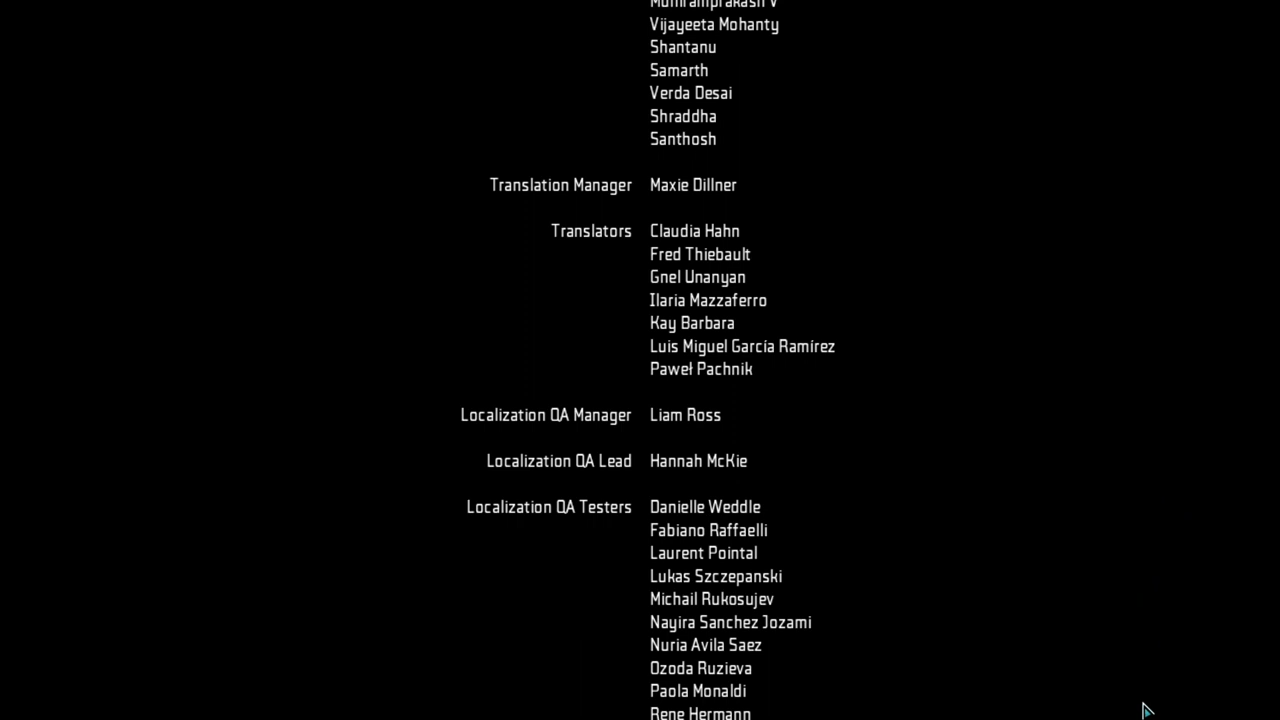 Vijayeeta Mohanty
Shantanu
Samarth
Verda Desai
Shraddha
Santhosh
Translation Manager Maxie Dillner
Translators Claudia Hahn
Fred Thiebault
Gnel Unanyan
Ilaria Mazzaferro
Kay Barbara
Luis Miguel García Ramírez
Paweł Pachnik
Localization QA Manager Liam Ross
Localization QA Lead Hannah McKie
Localization QA Testers Danielle Weddle
Fabiano Raffaelli
Laurent Pointal
Lukas Szczepanski
Michail Rukosujev
Nayira Sanchez Jozami
Nuria Avila Saez
Ozoda Ruzieva
Paola Monaldi
Rene Hermann